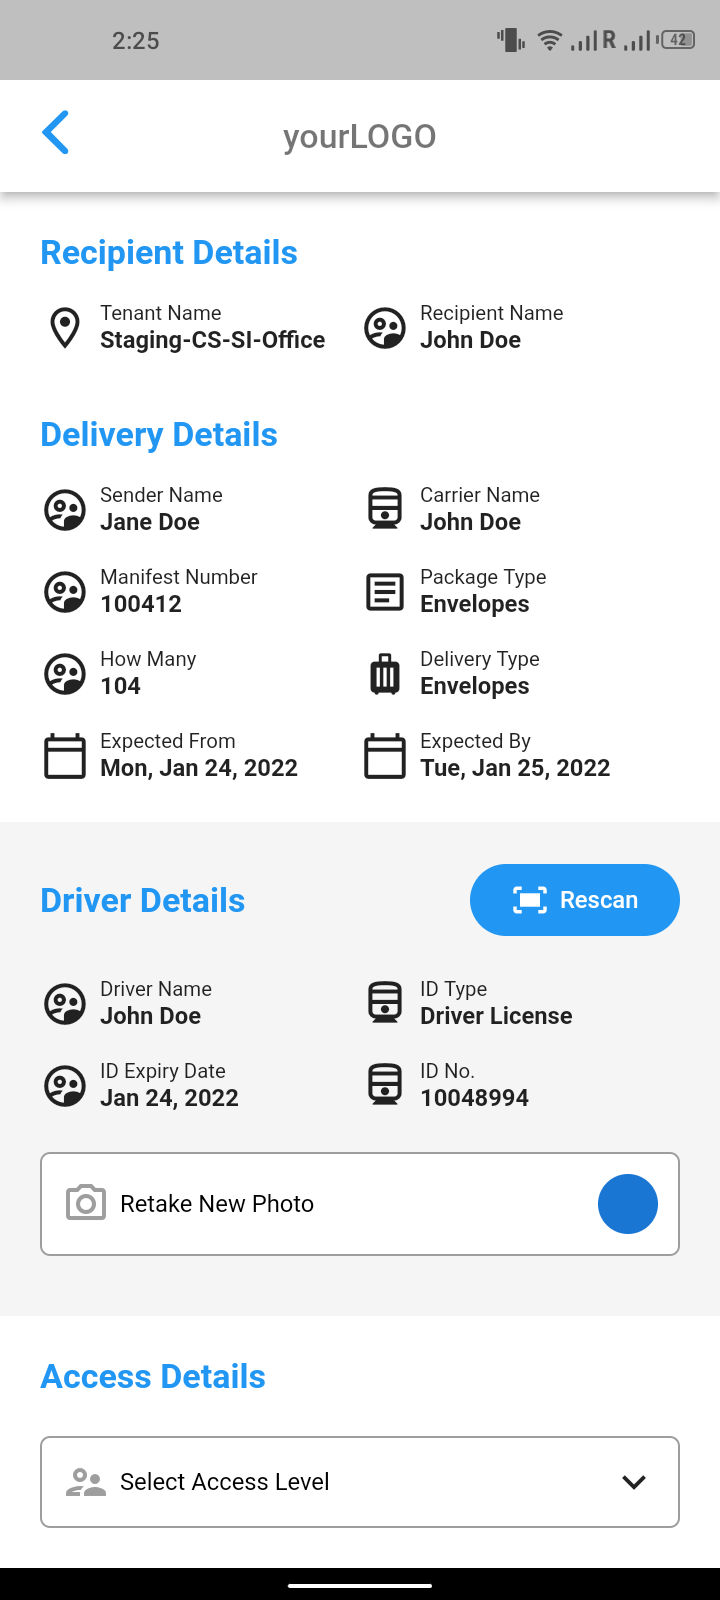 2:25
R
42
yourLOGO
Recipient Details
Tenant Name
Staging-CS-SI-Office
Recipient Name
John Doe
Delivery Details
Sender Name
Jane Doe
Carrier Name
John Doe
Manifest Number
100412
Package Type
Envelopes
How Many
104
Delivery Type
Envelopes
Expected From
Mon, Jan 24, 2022
Expected By
Tue, Jan 25, 2022
Driver Details
Rescan
Driver Name
John Doe
ID Type
Driver License
ID Expiry Date
Jan 24, 2022
ID No.
10048994
Retake New Photo
Access Details
Select Access Level